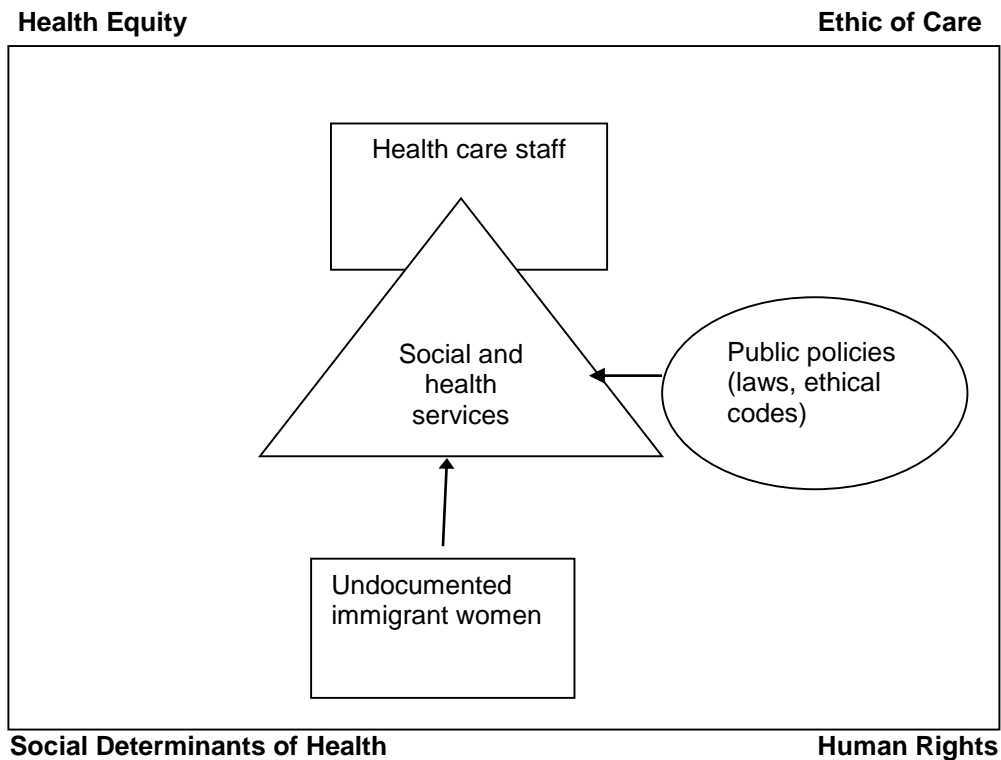 Health Equity
Ethic of Care
Health care staff
Social and
health
services
Public policies
(laws, ethical
codes)
Undocumented
immigrant women
Social Determinants of Health
Human Rights